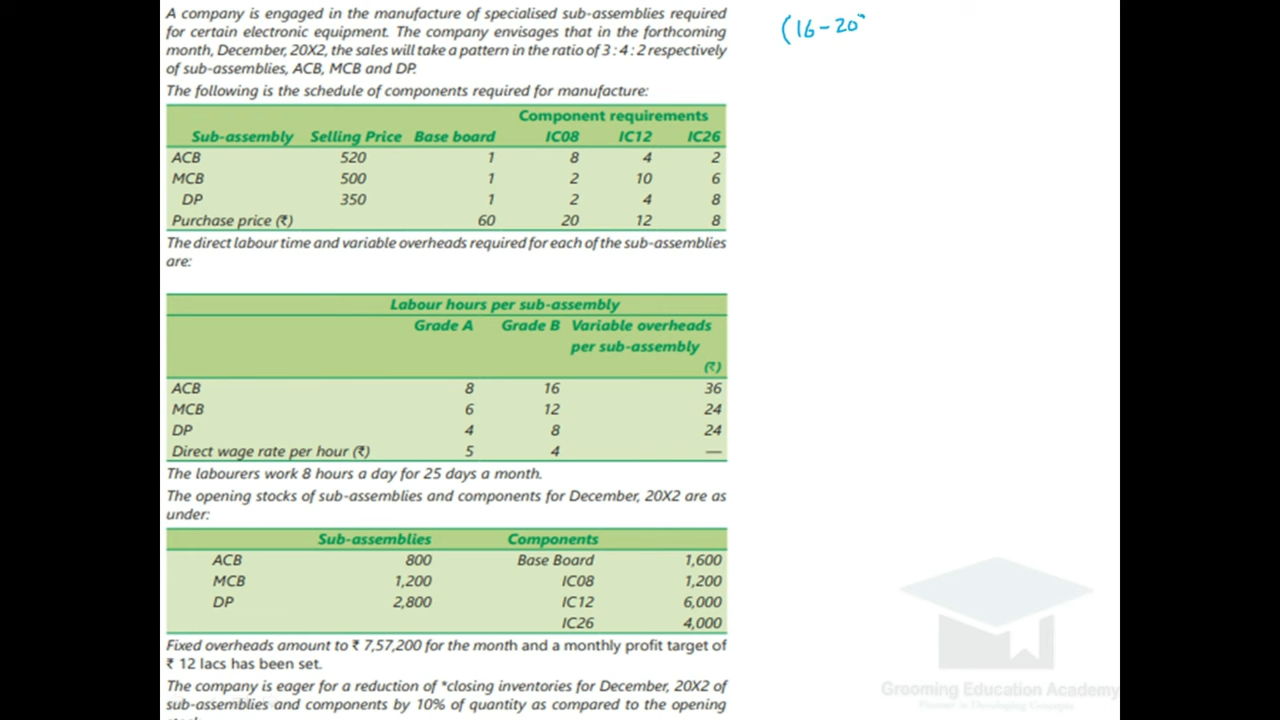 A company is engaged in the manufacture of specialised sub-assemblies required
for certain electronic equipment. The company envisages that in the forthcoming
month, December, 20X2, the sales will take a pattern in the ratio of 3 : 4 : 2 respectively
of sub-assemblies, ACB, MCB and DP.
The following is the schedule of components required for manufacture:
Component requirements
Sub-assembly Selling Price Base board IC08 IC12 IC26
ACB 520 1 8 4 2
MCB 500 1 2 10 6
DP 350 1 2 4 8
Purchase price (₹) 60 20 12 8
The direct labour time and variable overheads required for each of the sub-assemblies
are:
Labour hours per sub-assembly
Grade A Grade B Variable overheads
per sub-assembly
(₹)
ACB 8 16 36
MCB 6 12 24
DP 4 8 24
Direct wage rate per hour (₹) 5 4 —
The labourers work 8 hours a day for 25 days a month.
The opening stocks of sub-assemblies and components for December, 20X2 are as
under:
Sub-assemblies Components
ACB 800 Base Board 1,600
MCB 1,200 IC08 1,200
DP 2,800 IC12 6,000
IC26 4,000
Fixed overheads amount to ₹ 7,57,200 for the month and a monthly profit target of
₹ 12 lacs has been set.
The company is eager for a reduction of *closing inventories for December, 20X2 of
sub-assemblies and components by 10% of quantity as compared to the opening
(16-20
Grooming Education Academy